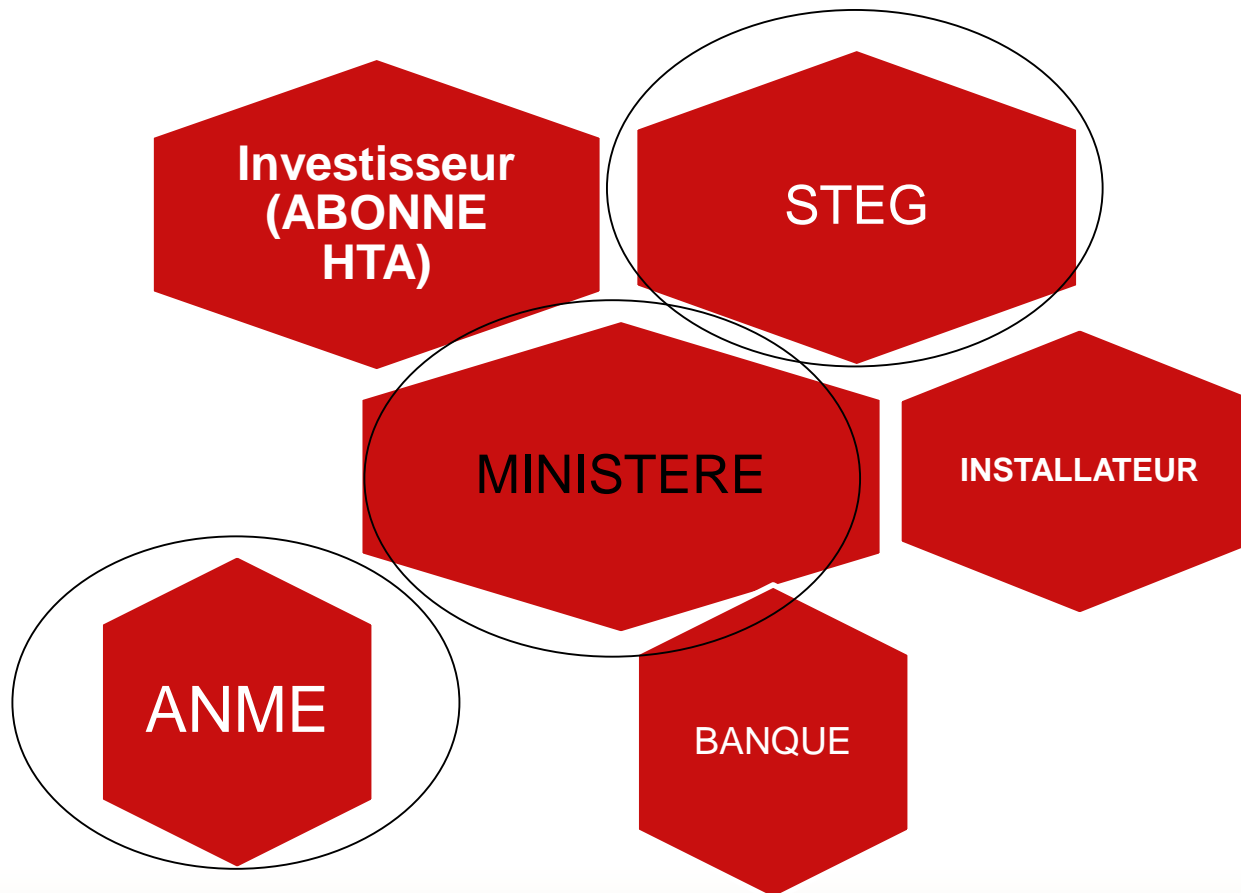 Investisseur
(ABONNE
HTA)
STEG
MINISTERE
INSTALLATEUR
ANME
BANQUE